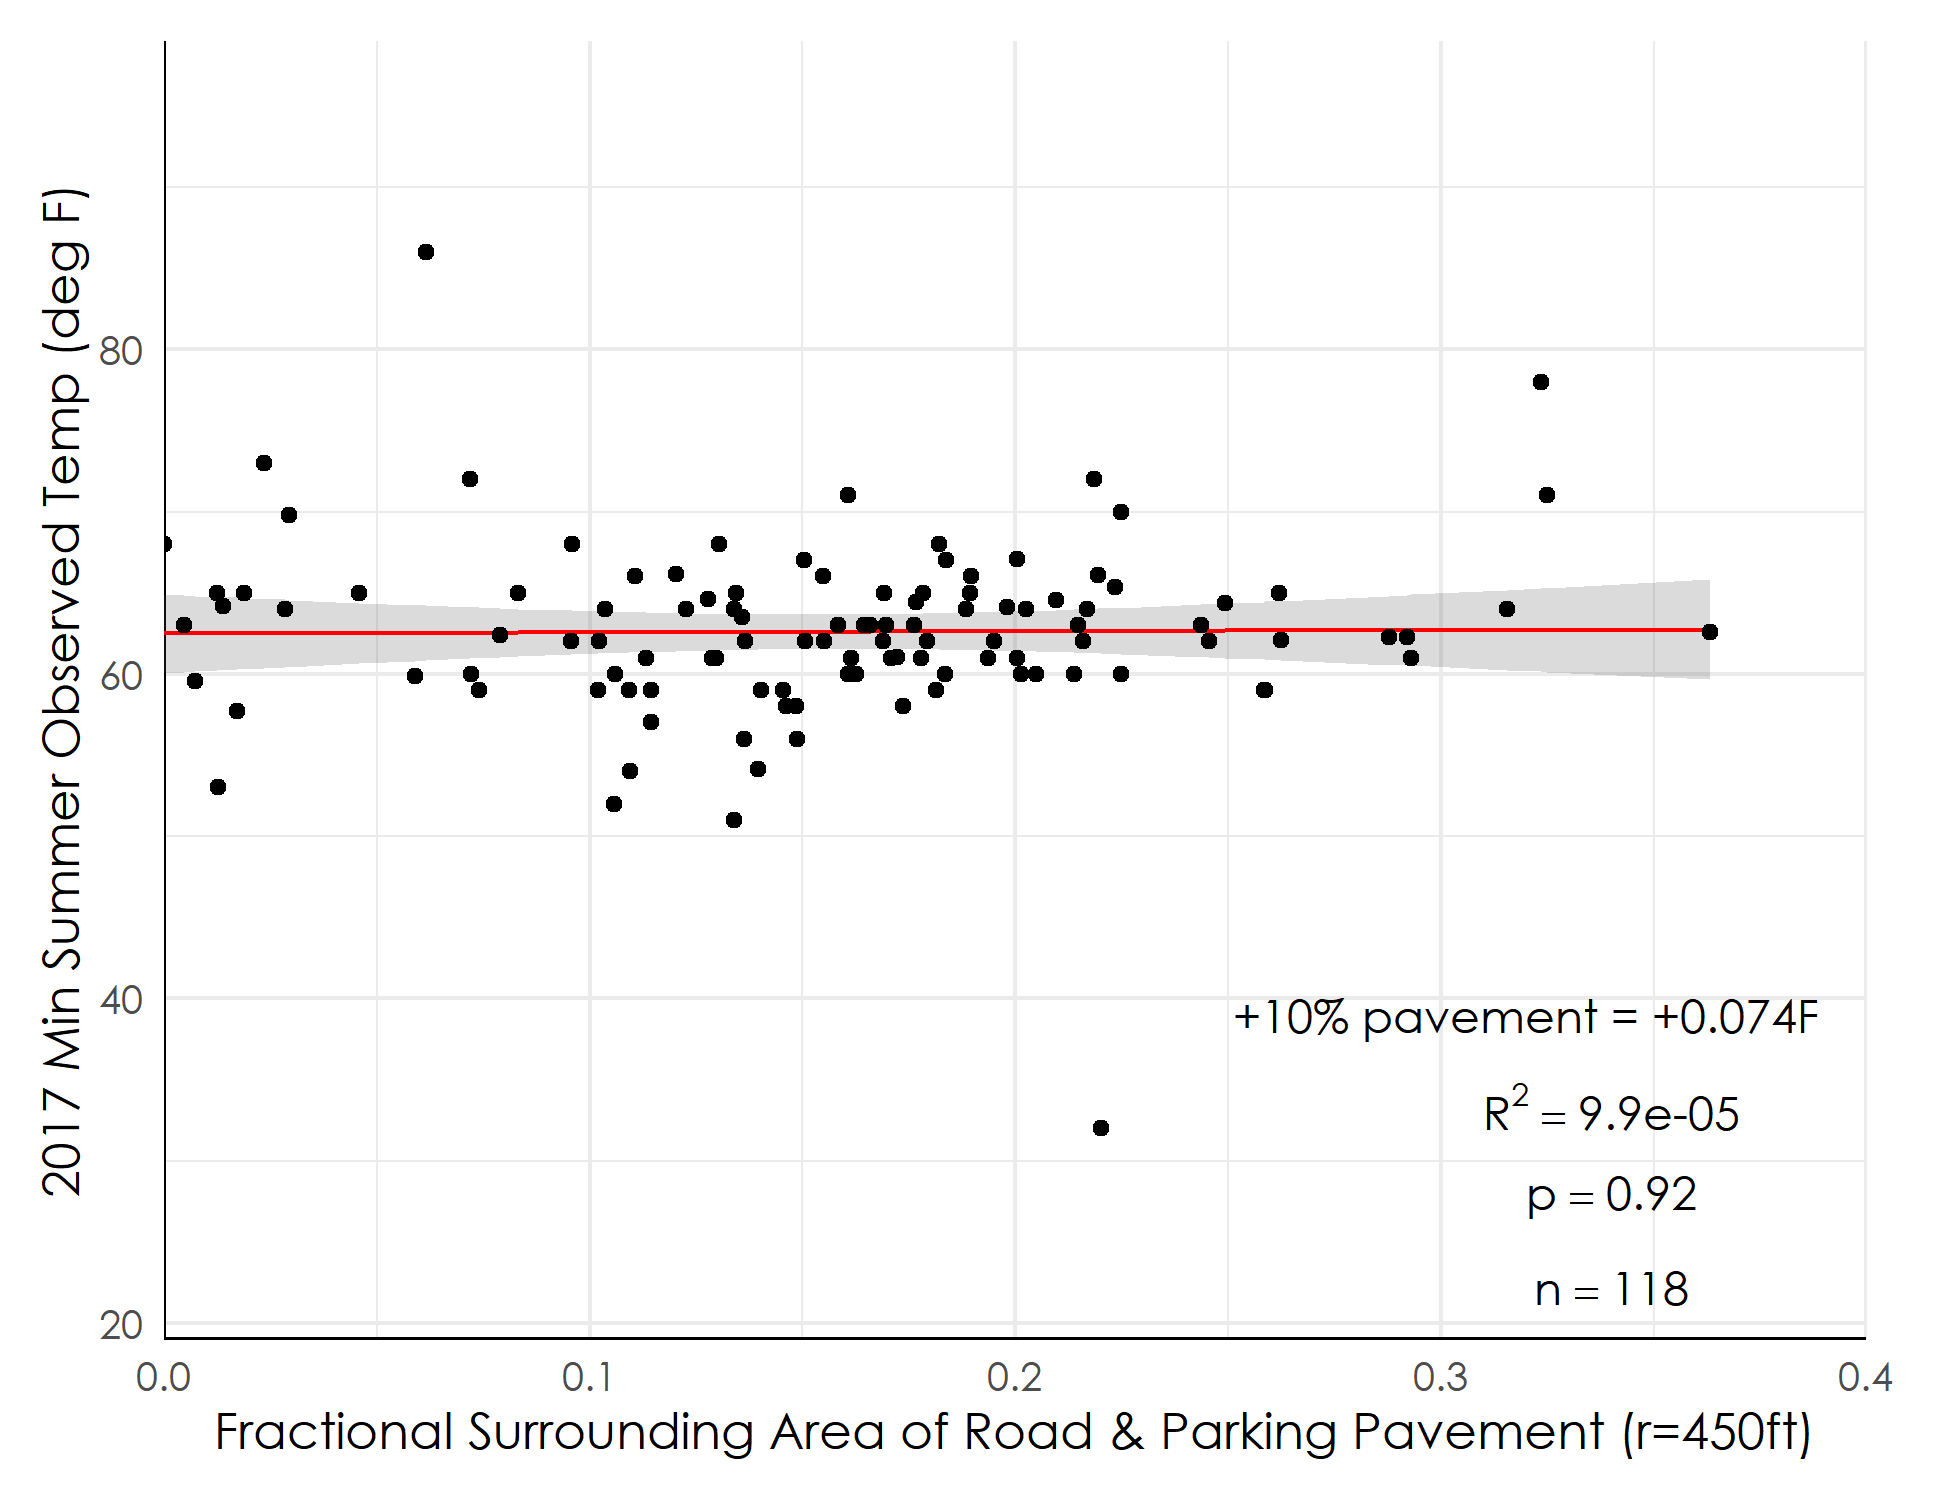 2017 Min Summer Observed Temp (deg F)
80
60
40
20
+10% pavement = +0.074F
R² = 9.9e-05
p = 0.92
n = 118
0.0 0.1 0.2 0.3 0.4
Fractional Surrounding Area of Road & Parking Pavement (r=450ft)